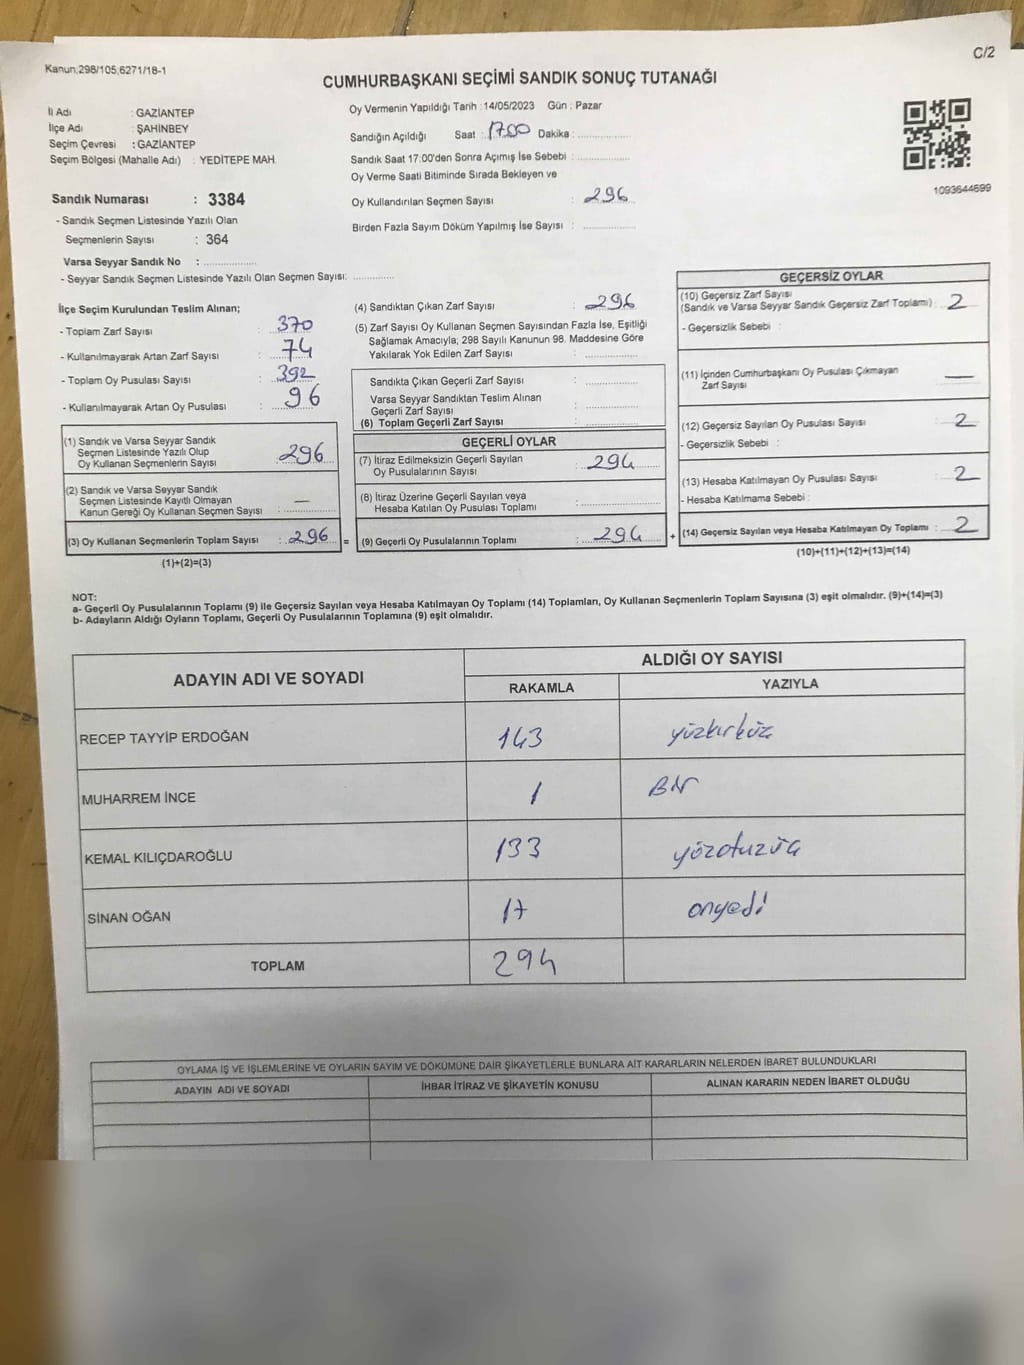 Kanun;298/105;6271/18-1
C/2
CUMHURBAŞKANI SEÇİMİ SANDIK SONUÇ TUTANAĞI
İl Adı : GAZİANTEP
İlçe Adı : ŞAHİNBEY
Seçim Çevresi : GAZİANTEP
Seçim Bölgesi (Mahalle Adı) : YEDİTEPE MAH.
Sandık Numarası : 3384
- Sandık Seçmen Listesinde Yazılı Olan
Seçmenlerin Sayısı : 364
Varsa Seyyar Sandık No :
- Seyyar Sandık Seçmen Listesinde Yazılı Olan Seçmen Sayısı:
Oy Vermenin Yapıldığı Tarih :14/05/2023 Gün : Pazar
Sandığın Açıldığı Saat : 17.00 Dakika :
Sandık Saat 17:00'den Sonra Açımış İse Sebebi :
Oy Verme Saati Bitiminde Sırada Bekleyen ve
Oy Kullandırılan Seçmen Sayısı : 296
Birden Fazla Sayım Döküm Yapılmış İse Sayısı :
1093644699
İlçe Seçim Kurulundan Teslim Alınan;
- Toplam Zarf Sayısı : 370
- Kullanılmayarak Artan Zarf Sayısı : 74
- Toplam Oy Pusulası Sayısı : 392
- Kullanılmayarak Artan Oy Pusulası : 96
(1) Sandık ve Varsa Seyyar Sandık
Seçmen Listesinde Yazılı Olup
Oy Kullanan Seçmenlerin Sayısı : 296
(2) Sandık ve Varsa Seyyar Sandık
Seçmen Listesinde Kayıtlı Olmayan
Kanun Gereği Oy Kullanan Seçmen Sayısı : —
(3) Oy Kullanan Seçmenlerin Toplam Sayısı : 296 =
(1)+(2)=(3)
(4) Sandıktan Çıkan Zarf Sayısı : 296
(5) Zarf Sayısı Oy Kullanan Seçmen Sayısından Fazla İse, Eşitliği
Sağlamak Amacıyla; 298 Sayılı Kanunun 98. Maddesine Göre
Yakılarak Yok Edilen Zarf Sayısı :
Sandıkta Çıkan Geçerli Zarf Sayısı :
Varsa Seyyar Sandıktan Teslim Alınan
Geçerli Zarf Sayısı :
(6) Toplam Geçerli Zarf Sayısı :
GEÇERLİ OYLAR
(7) İtiraz Edilmeksizin Geçerli Sayılan
Oy Pusulalarının Sayısı : 294
(8) İtiraz Üzerine Geçerli Sayılan veya
Hesaba Katılan Oy Pusulası Toplamı :
(9) Geçerli Oy Pusulalarının Toplamı : 294 +
GEÇERSİZ OYLAR
(10) Geçersiz Zarf Sayısı
(Sandık ve Varsa Seyyar Sandık Geçersiz Zarf Toplamı) : 2
- Geçersizlik Sebebi :
(11) İçinden Cumhurbaşkanı Oy Pusulası Çıkmayan
Zarf Sayısı : —
(12) Geçersiz Sayılan Oy Pusulası Sayısı : 2
- Geçersizlik Sebebi :
(13) Hesaba Katılmayan Oy Pusulası Sayısı : 2
- Hesaba Katılmama Sebebi :
(14) Geçersiz Sayılan veya Hesaba Katılmayan Oy Toplamı : 2
(10)+(11)+(12)+(13)=(14)
NOT:
a- Geçerli Oy Pusulalarının Toplamı (9) ile Geçersiz Sayılan veya Hesaba Katılmayan Oy Toplamı (14) Toplamları, Oy Kullanan Seçmenlerin Toplam Sayısına (3) eşit olmalıdır. (9)+(14)=(3)
b- Adayların Aldığı Oyların Toplamı, Geçerli Oy Pusulalarının Toplamına (9) eşit olmalıdır.
ADAYIN ADI VE SOYADI
ALDIĞI OY SAYISI
RAKAMLA YAZIYLA
RECEP TAYYİP ERDOĞAN 143
MUHARREM İNCE 1 Bir
KEMAL KILIÇDAROĞLU 133
SİNAN OĞAN 17 onyedi
TOPLAM 294
OYLAMA İŞ VE İŞLEMLERİNE VE OYLARIN SAYIM VE DÖKÜMÜNE DAİR ŞİKAYETLERLE BUNLARA AİT KARARLARIN NELERDEN İBARET BULUNDUKLARI
ADAYIN ADI VE SOYADI İHBAR İTİRAZ VE ŞİKAYETİN KONUSU ALINAN KARARIN NEDEN İBARET OLDUĞU